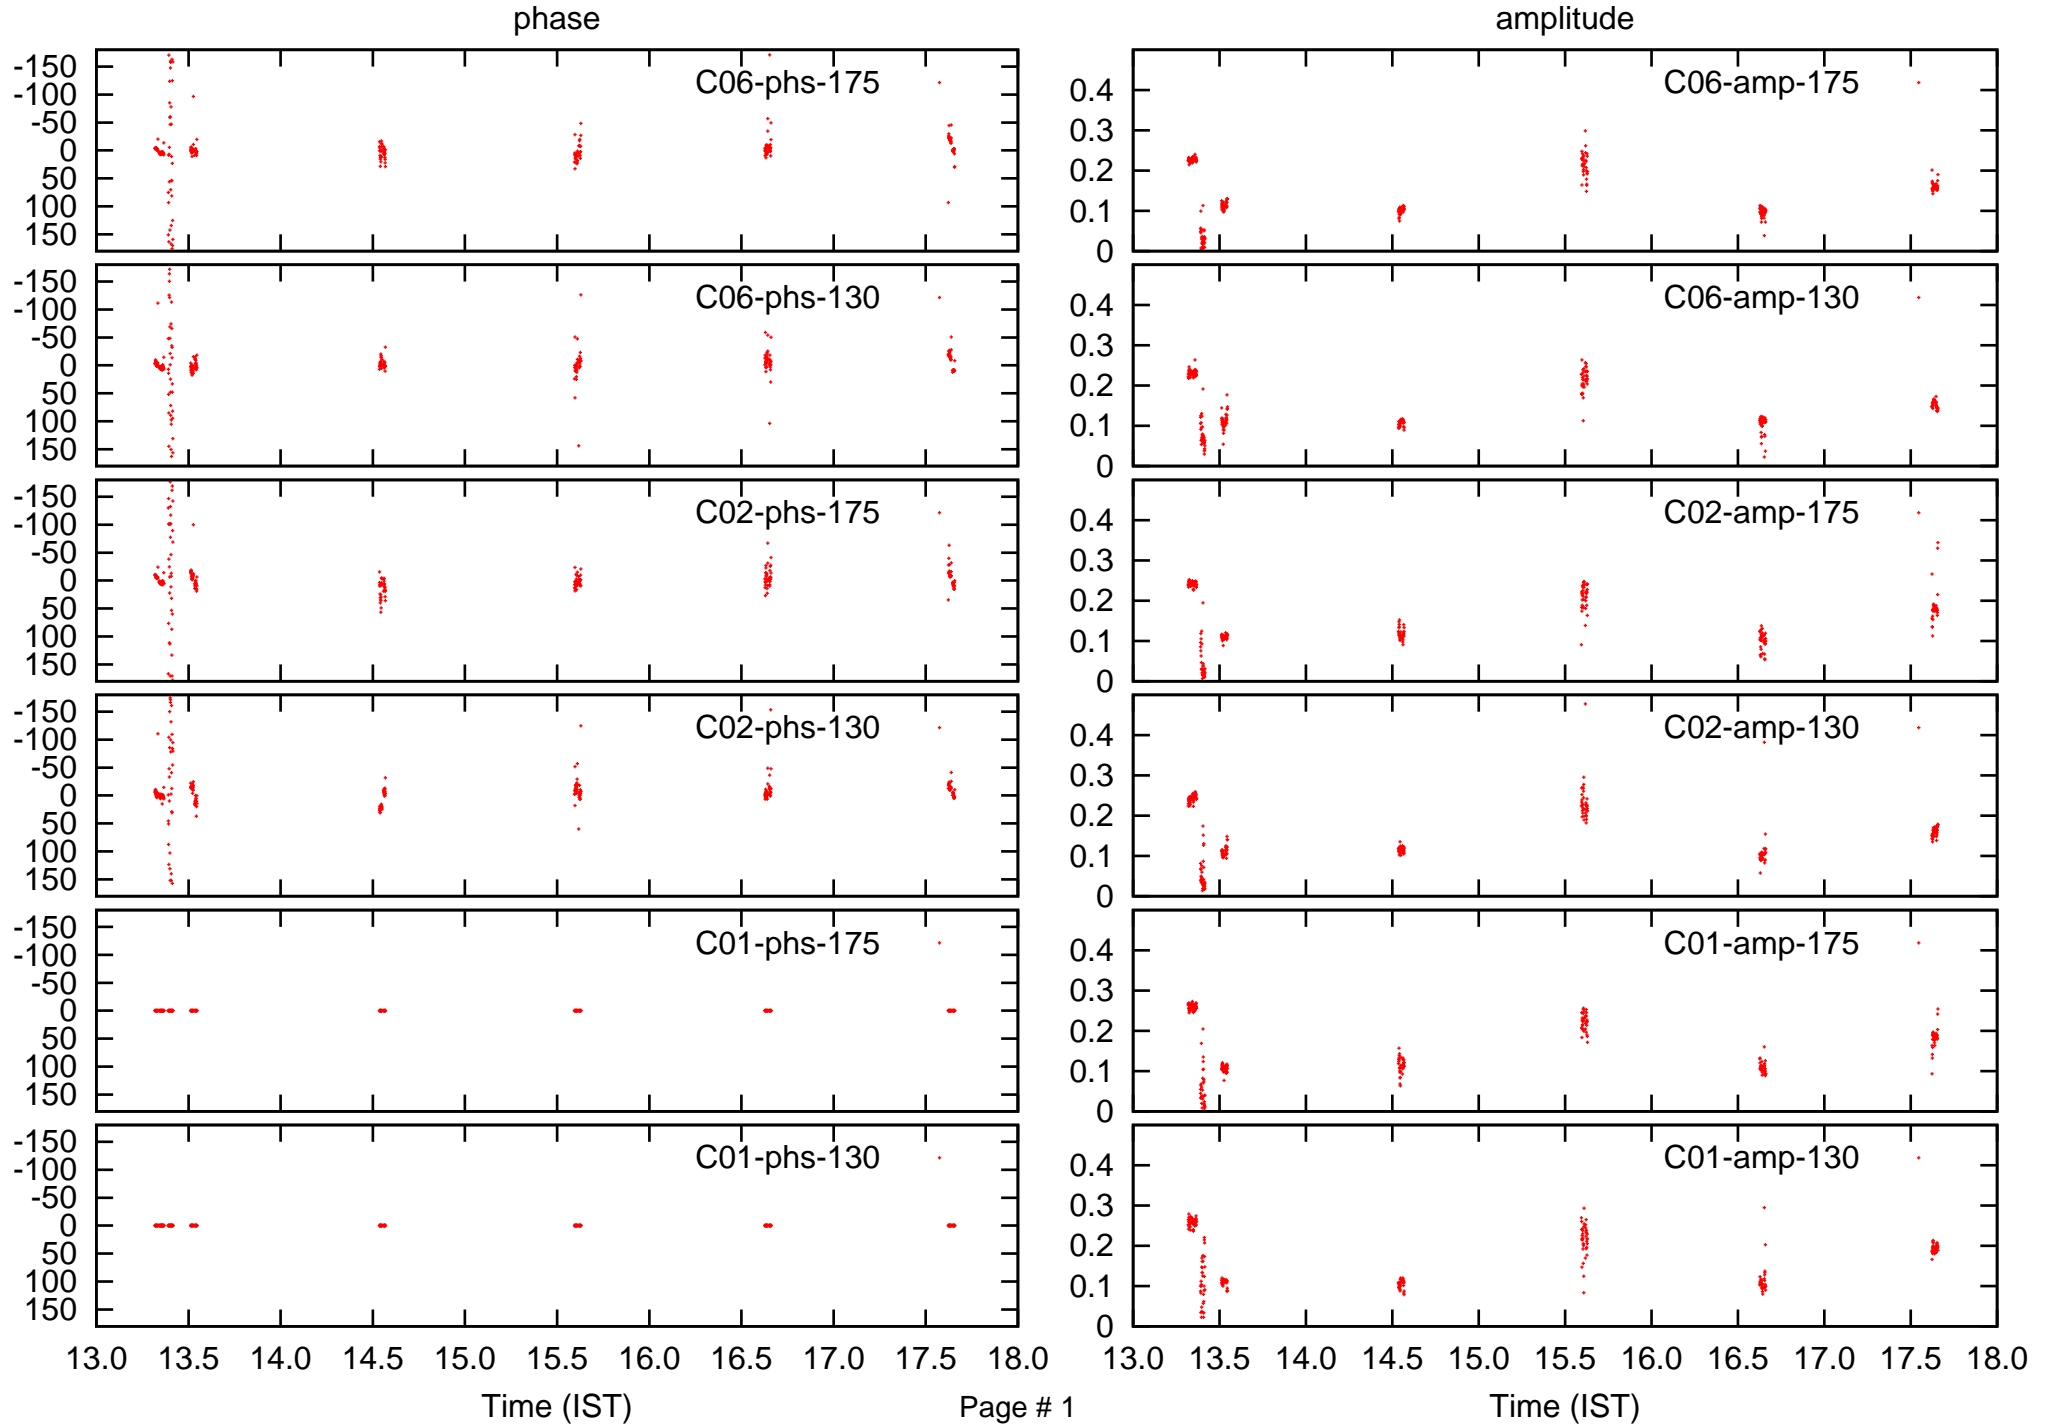 phase amplitude
-150 -100 -50 0 50 100 150 C06-phs-175 0.4 0.3 0.2 0.1 0 C06-amp-175
-150 -100 -50 0 50 100 150 C06-phs-130 0.4 0.3 0.2 0.1 0 C06-amp-130
-150 -100 -50 0 50 100 150 C02-phs-175 0.4 0.3 0.2 0.1 0 C02-amp-175
-150 -100 -50 0 50 100 150 C02-phs-130 0.4 0.3 0.2 0.1 0 C02-amp-130
-150 -100 -50 0 50 100 150 C01-phs-175 0.4 0.3 0.2 0.1 0 C01-amp-175
-150 -100 -50 0 50 100 150 C01-phs-130 0.4 0.3 0.2 0.1 0 C01-amp-130
13.0 13.5 14.0 14.5 15.0 15.5 16.0 16.5 17.0 17.5 18.0 13.0 13.5 14.0 14.5 15.0 15.5 16.0 16.5 17.0 17.5 18.0
Time (IST) Page # 1 Time (IST)